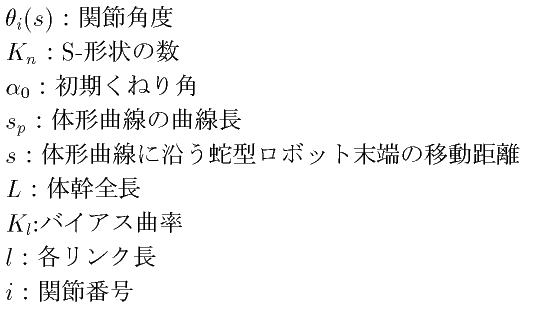 θi(s)：関節角度
Kn：S-形状の数
α0：初期くねり角
sp：体形曲線の曲線長
s：体形曲線に沿う蛇型ロボット末端の移動距離
L：体幹全長
Kl:バイアス曲率
l：各リンク長
i：関節番号